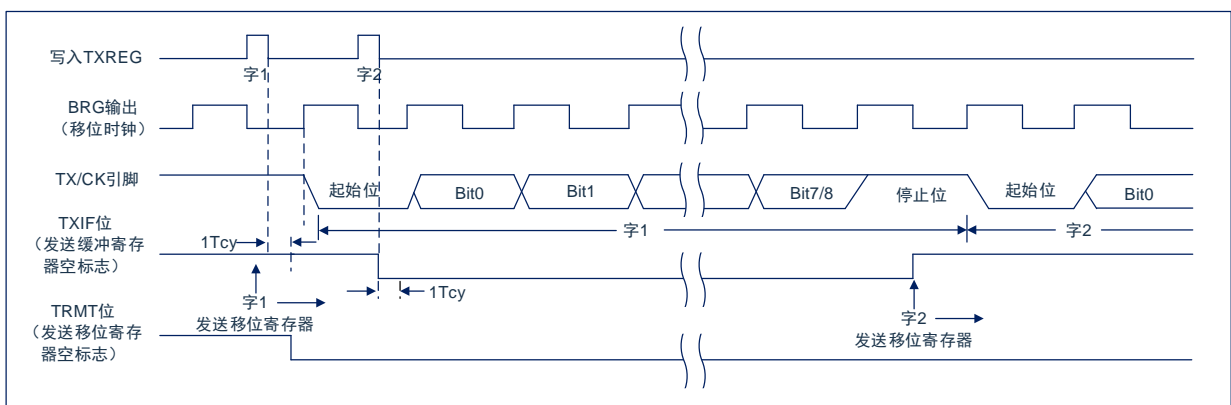 写入TXREG
字1
字2
BRG输出
（移位时钟）
TX/CK引脚
起始位
Bit0
Bit1
Bit7/8
停止位
起始位
Bit0
TXIF位
（发送缓冲寄存
器空标志）
1Tcy
字1
字2
1Tcy
字1
发送移位寄存器
字2
发送移位寄存器
TRMT位
（发送移位寄存
器空标志）